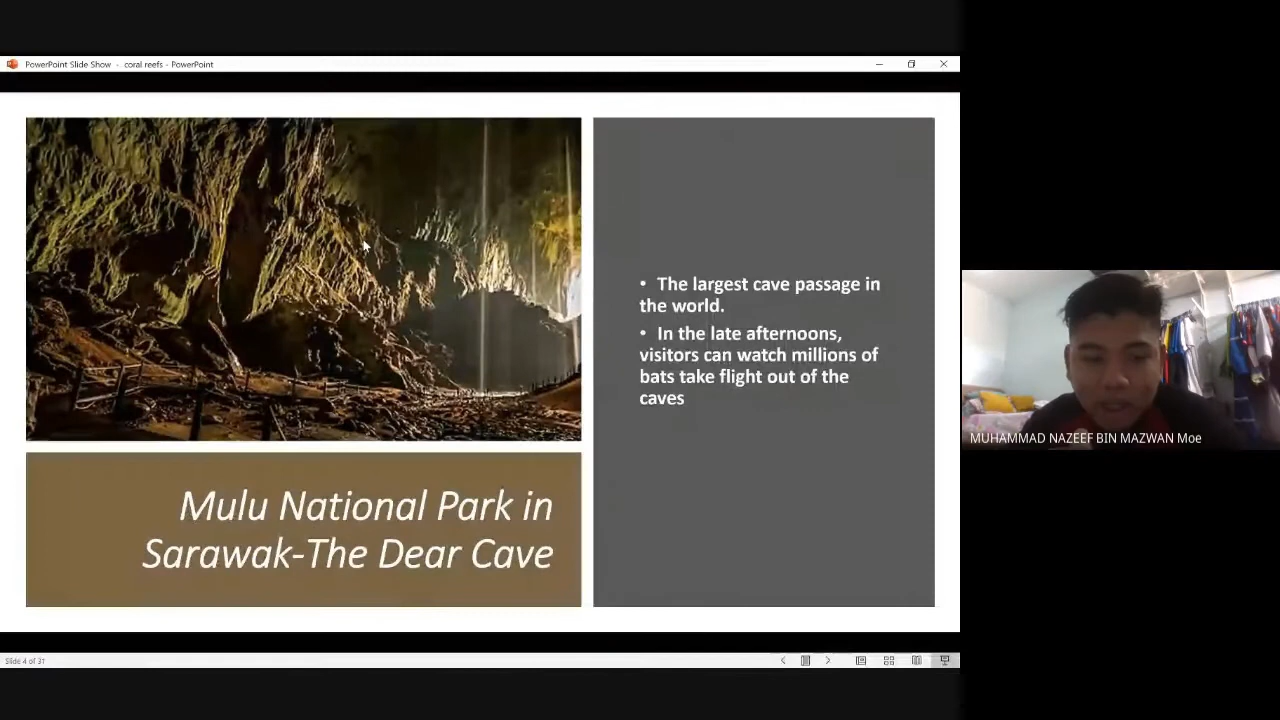 PowerPoint Slide Show - coral reefs - PowerPoint
• The largest cave passage in
the world.
• In the late afternoons,
visitors can watch millions of
bats take flight out of the
caves
Mulu National Park in
Sarawak-The Dear Cave
MUHAMMAD NAZEEF BIN MAZWAN Moe
Slide 4 of 31